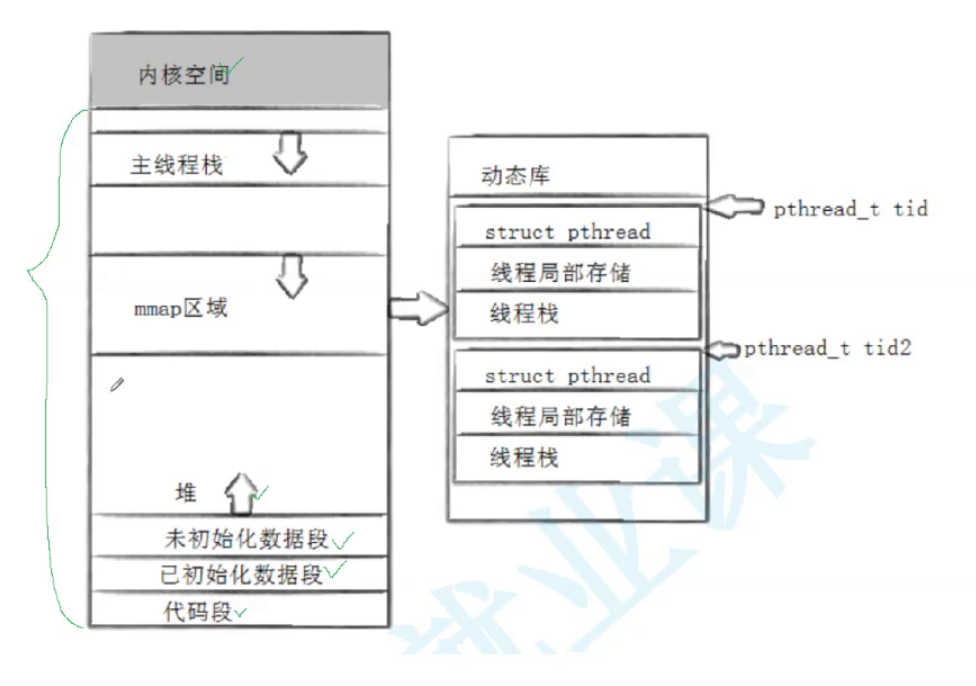 内核空间
主线程栈
mmap区域
堆
未初始化数据段
已初始化数据段
代码段
动态库
struct pthread
线程局部存储
线程栈
struct pthread
线程局部存储
线程栈
pthread_t tid
pthread_t tid2
就业课